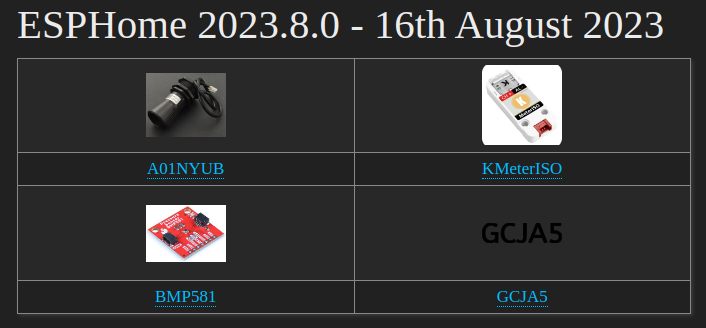 ESPHome 2023.8.0 - 16th August 2023
A01NYUB
KMeterISO
GCJA5
BMP581
GCJA5